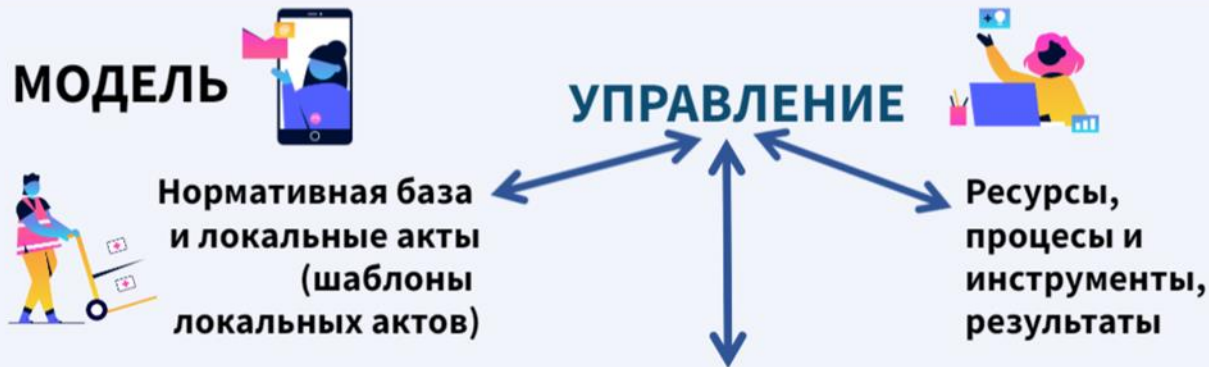 МОДЕЛЬ
УПРАВЛЕНИЕ
Нормативная база
и локальные акты
(шаблоны
локальных актов)
Ресурсы,
процесы и
инструменты,
результаты